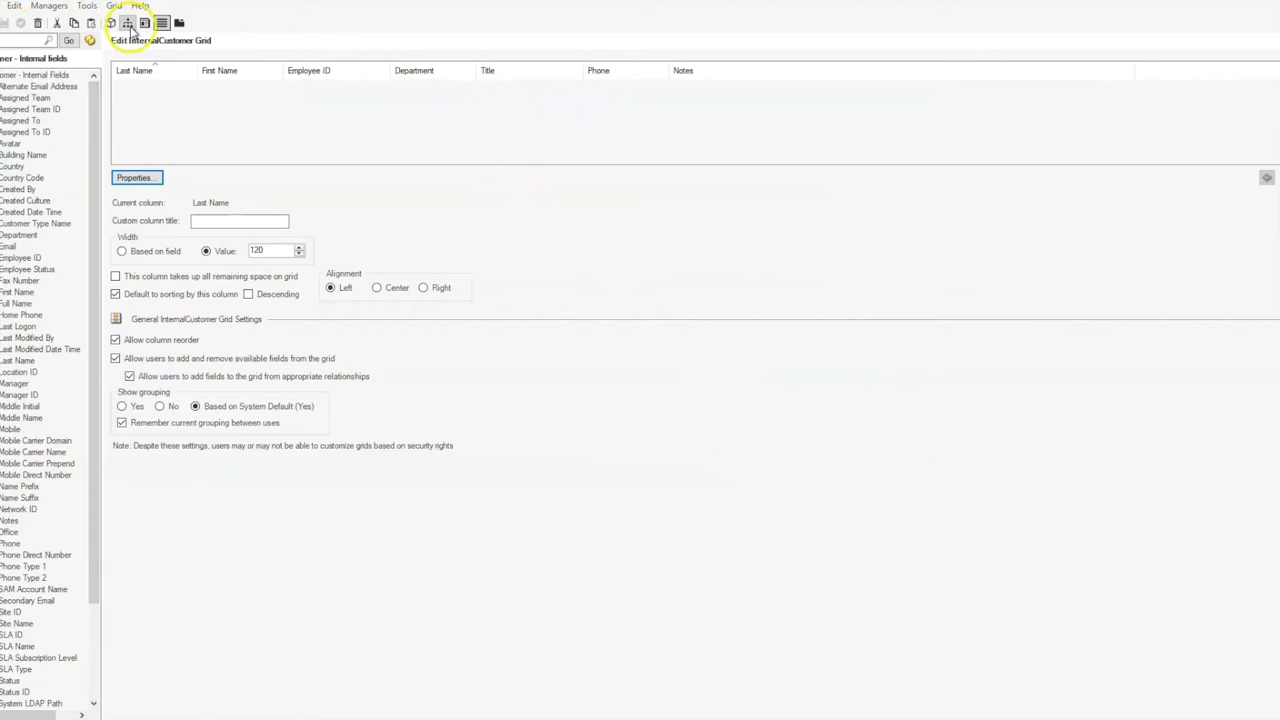 Edit Managers Tools Grid Help
Go
Edit InternalCustomer Grid
mer - Internal fields
Last Name First Name Employee ID Department Title Phone Notes
omer - Internal Fields
Alternate Email Address
Assigned Team
Assigned Team ID
Assigned To
Assigned To ID
Avatar
Building Name
Country
Country Code
Created By
Created Culture
Created Date Time
Customer Type Name
Department
Email
Employee ID
Employee Status
Fax Number
First Name
Full Name
Home Phone
Last Logon
Last Modified By
Last Modified Date Time
Last Name
Location ID
Manager
Manager ID
Middle Initial
Middle Name
Mobile
Mobile Carrier Domain
Mobile Carrier Name
Mobile Carrier Prepend
Mobile Direct Number
Name Prefix
Name Suffix
Network ID
Notes
Office
Phone
Phone Direct Number
Phone Type 1
Phone Type 2
SAM Account Name
Secondary Email
Site ID
Site Name
SLA ID
SLA Name
SLA Subscription Level
SLA Type
Status
Status ID
System LDAP Path
Properties...
Current column: Last Name
Custom column title:
Width
Based on field Value: 120
This column takes up all remaining space on grid
Alignment
Left Center Right
Default to sorting by this column Descending
General InternalCustomer Grid Settings
Allow column reorder
Allow users to add and remove available fields from the grid
Allow users to add fields to the grid from appropriate relationships
Show grouping
Yes No Based on System Default (Yes)
Remember current grouping between uses
Note: Despite these settings, users may or may not be able to customize grids based on security rights